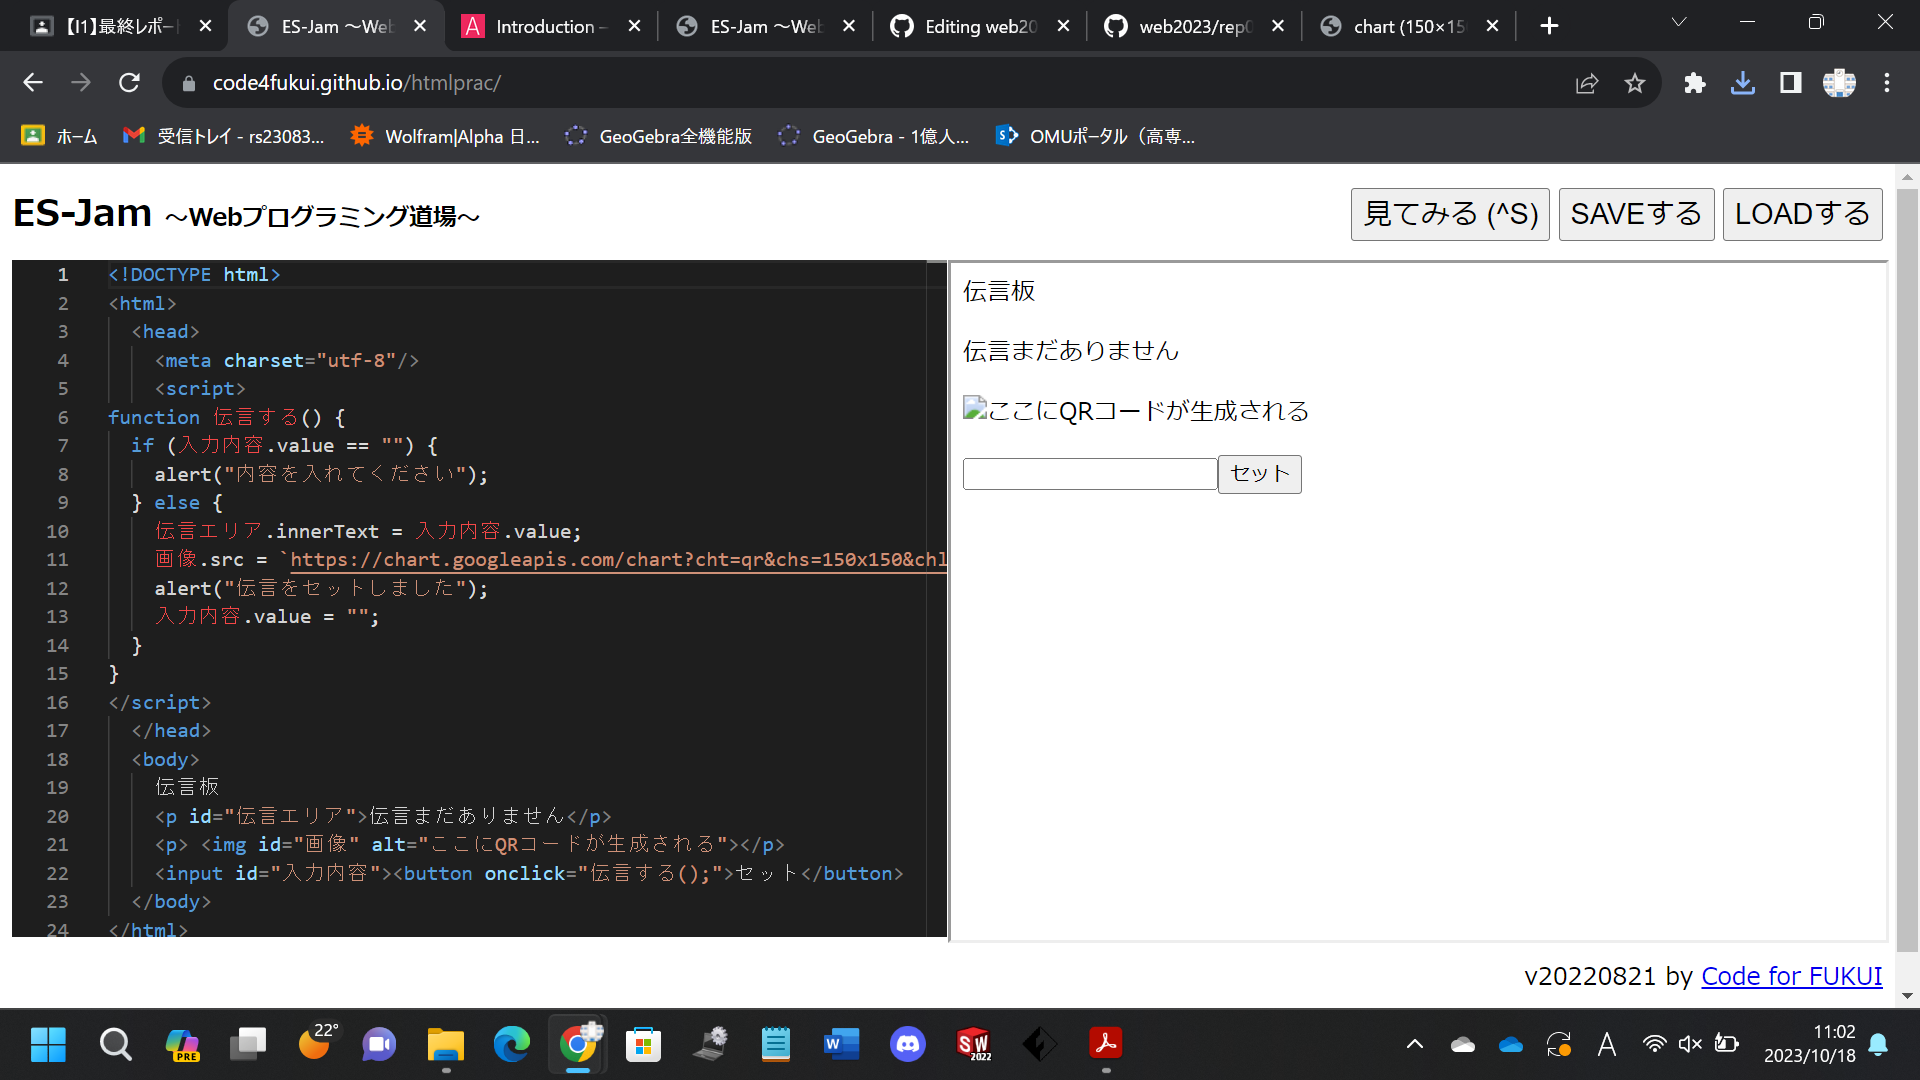 【I1】最終レポート
ES-Jam ～Web
Introduction –
ES-Jam ～Web
Editing web20
web2023/rep0
chart (150×15
code4fukui.github.io/htmlprac/
ホーム
受信トレイ - rs23083...
Wolfram|Alpha 日...
GeoGebra全機能版
GeoGebra - 1億人...
OMUポータル（高専...
ES-Jam ～Webプログラミング道場～
見てみる (^S)
SAVEする
LOADする
1 <!DOCTYPE html>
2 <html>
3 <head>
4 <meta charset="utf-8"/>
5 <script>
6 function 伝言する() {
7 if (入力内容.value == "") {
8 alert("内容を入れてください");
9 } else {
10 伝言エリア.innerText = 入力内容.value;
11 画像.src = `https://chart.googleapis.com/chart?cht=qr&chs=150x150&chl
12 alert("伝言をセットしました");
13 入力内容.value = "";
14 }
15 }
16 </script>
17 </head>
18 <body>
19 伝言板
20 <p id="伝言エリア">伝言まだありません</p>
21 <p> <img id="画像" alt="ここにQRコードが生成される"></p>
22 <input id="入力内容"><button onclick="伝言する();">セット</button>
23 </body>
24 </html>
伝言板
伝言まだありません
ここにQRコードが生成される
セット
v20220821 by Code for FUKUI
PRE
22°
W
SW
2022
A
11:02
2023/10/18